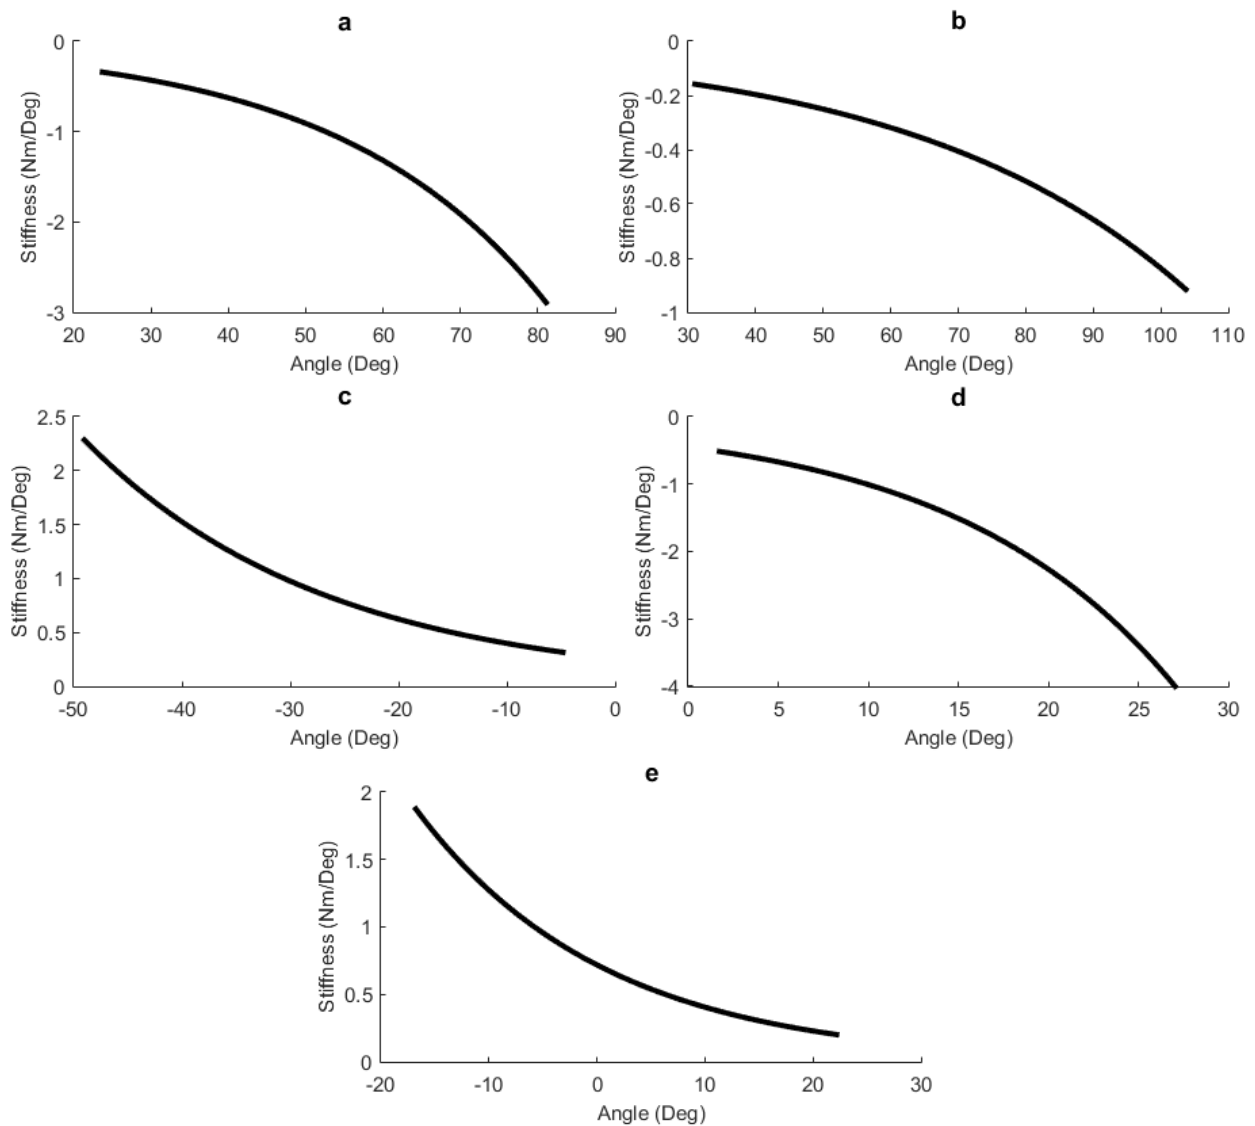 a
0
-1
-2
-3
Stiffness (Nm/Deg)
20 30 40 50 60 70 80 90
Angle (Deg)
b
0
-0.2
-0.4
-0.6
-0.8
-1
Stiffness (Nm/Deg)
30 40 50 60 70 80 90 100 110
Angle (Deg)
c
2.5
2
1.5
1
0.5
0
Stiffness (Nm/Deg)
-50 -40 -30 -20 -10 0
Angle (Deg)
d
0
-1
-2
-3
-4
Stiffness (Nm/Deg)
0 5 10 15 20 25 30
Angle (Deg)
e
2
1.5
1
0.5
0
Stiffness (Nm/Deg)
-20 -10 0 10 20 30
Angle (Deg)